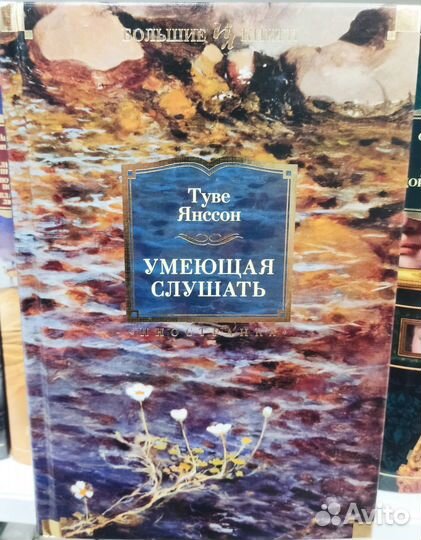 БОЛЬШИЕ КНИГИ
Туве
Янссон
УМЕЮЩАЯ
СЛУШАТЬ
ИНОСТРАНКА
Avito